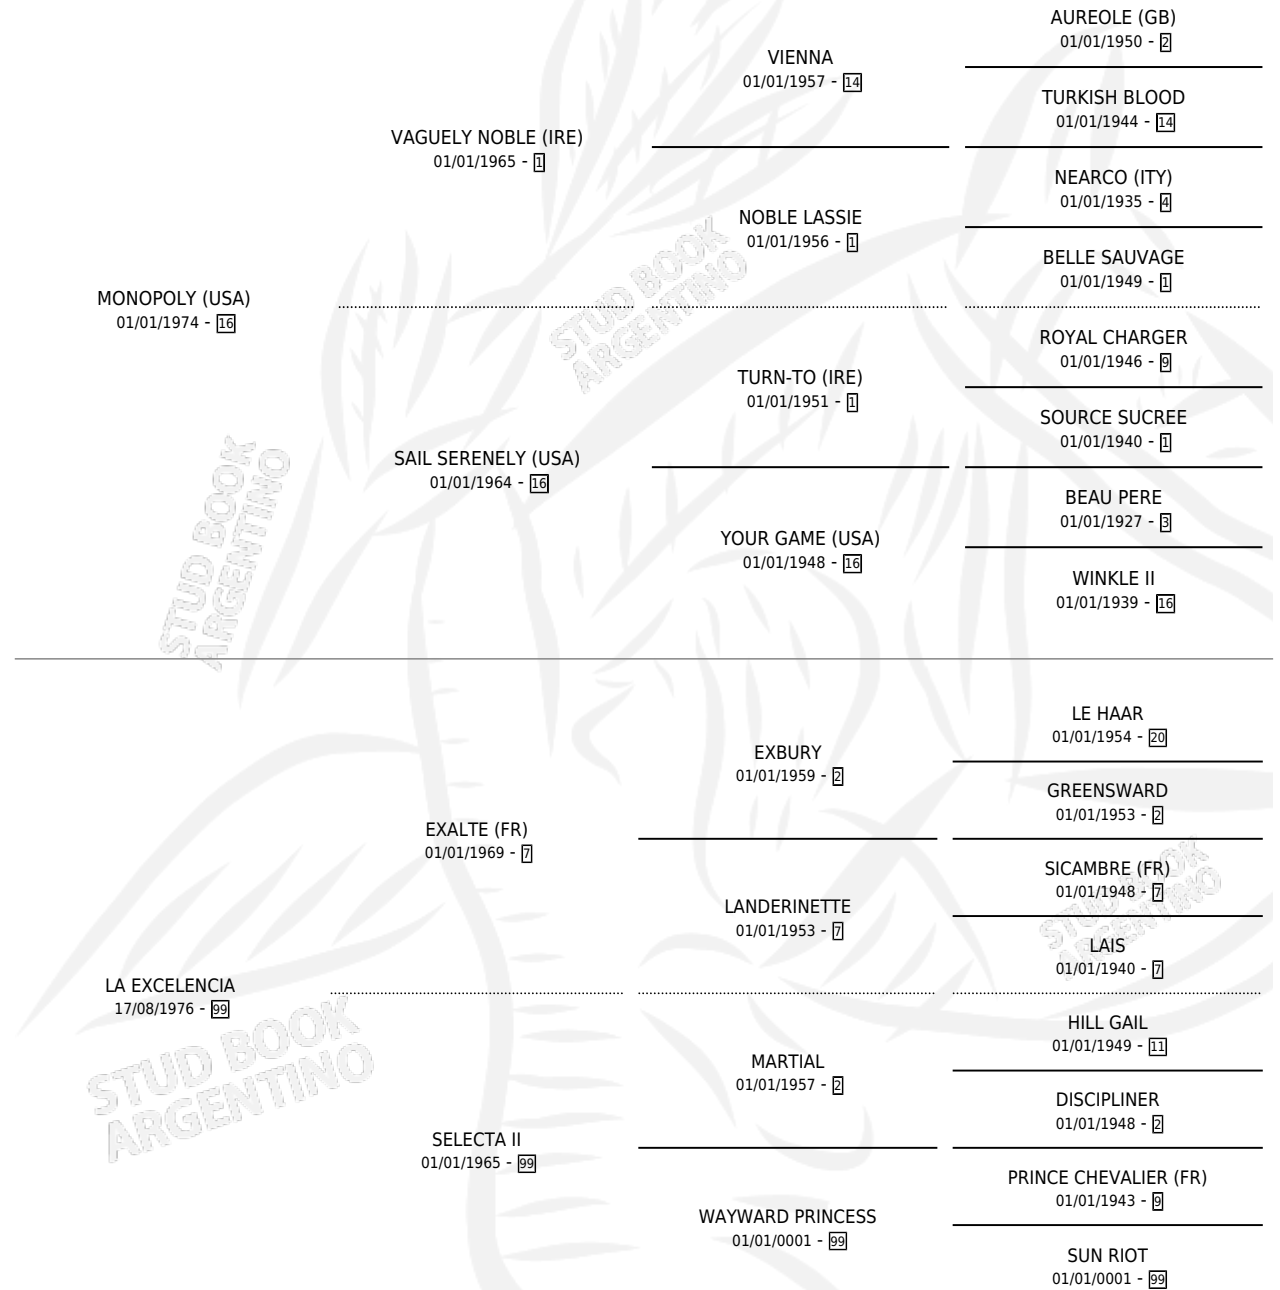 AUREOLE (GB)
01/01/1950 - 2
VIENNA
01/01/1957 - 14
TURKISH BLOOD
01/01/1944 - 14
VAGUELY NOBLE (IRE)
01/01/1965 - 1
NEARCO (ITY)
01/01/1935 - 4
NOBLE LASSIE
01/01/1956 - 1
BELLE SAUVAGE
01/01/1949 - 1
MONOPOLY (USA)
01/01/1974 - 16
STUD BOOK
ARGENTINO
ROYAL CHARGER
01/01/1946 - 9
TURN-TO (IRE)
01/01/1951 - 1
SOURCE SUCREE
01/01/1940 - 1
SAIL SERENELY (USA)
01/01/1964 - 16
BEAU PERE
01/01/1927 - 3
YOUR GAME (USA)
01/01/1948 - 16
WINKLE II
01/01/1939 - 16
STUD BOOK
ARGENTINO
LE HAAR
01/01/1954 - 20
EXBURY
01/01/1959 - 2
GREENSWARD
01/01/1953 - 2
EXALTE (FR)
01/01/1969 - 7
SICAMBRE (FR)
01/01/1948 - 7
LANDERINETTE
01/01/1953 - 7
STUD BOOK
ARGENTINO
LAIS
01/01/1940 - 7
LA EXCELENCIA
17/08/1976 - 99
STUD BOOK
ARGENTINO
HILL GAIL
01/01/1949 - 11
MARTIAL
01/01/1957 - 2
DISCIPLINER
01/01/1948 - 2
SELECTA II
01/01/1965 - 99
PRINCE CHEVALIER (FR)
01/01/1943 - 9
WAYWARD PRINCESS
01/01/0001 - 99
SUN RIOT
01/01/0001 - 99